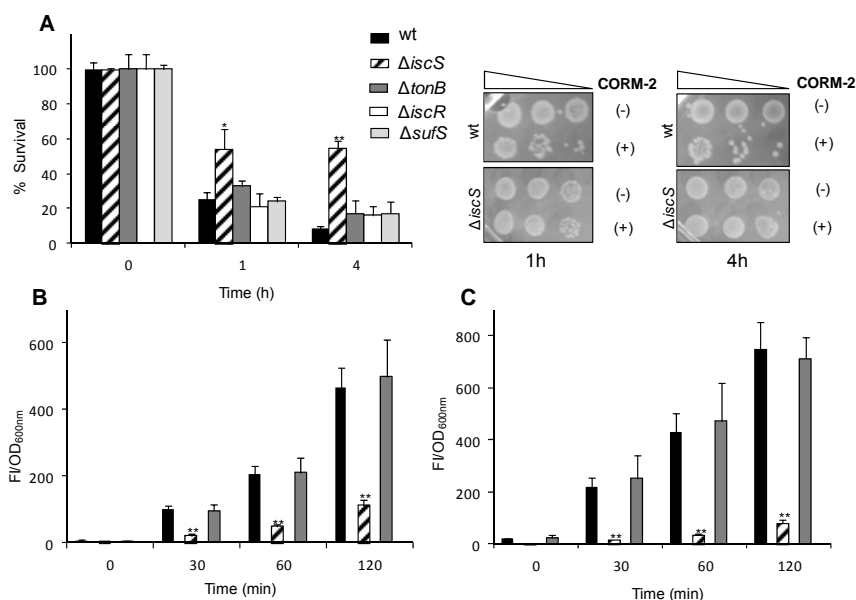 A
wt
ΔiscS
ΔtonB
ΔiscR
ΔsufS
% Survival
120
100
80
60
40
20
0
* **
0 1 4
Time (h)
CORM-2
wt
(-)
(+)
ΔiscS
(-)
(+)
1h
CORM-2
wt
(-)
(+)
ΔiscS
(-)
(+)
4h
B
FI/OD600nm
600
400
200
0
** ** **
0 30 60 120
Time (min)
C
FI/OD600nm
800
600
400
200
0
** ** **
0 30 60 120
Time (min)